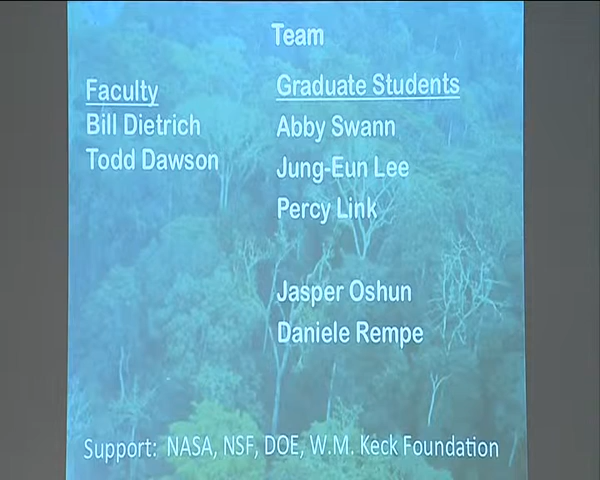 Team
Faculty
Bill Dietrich
Todd Dawson
Graduate Students
Abby Swann
Jung-Eun Lee
Percy Link
Jasper Oshun
Daniele Rempe
Support: NASA, NSF, DOE, W.M. Keck Foundation